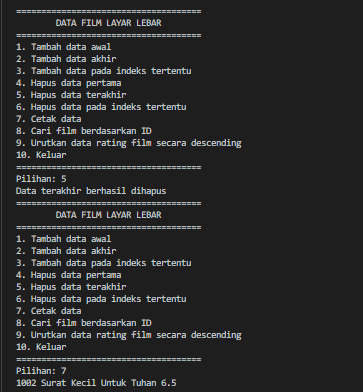 =====================================
DATA FILM LAYAR LEBAR
=====================================
1. Tambah data awal
2. Tambah data akhir
3. Tambah data pada indeks tertentu
4. Hapus data pertama
5. Hapus data terakhir
6. Hapus data pada indeks tertentu
7. Cetak data
8. Cari film berdasarkan ID
9. Urutkan data rating film secara descending
10. Keluar
=====================================
Pilihan: 5
Data terakhir berhasil dihapus
=====================================
DATA FILM LAYAR LEBAR
=====================================
1. Tambah data awal
2. Tambah data akhir
3. Tambah data pada indeks tertentu
4. Hapus data pertama
5. Hapus data terakhir
6. Hapus data pada indeks tertentu
7. Cetak data
8. Cari film berdasarkan ID
9. Urutkan data rating film secara descending
10. Keluar
=====================================
Pilihan: 7
1002 Surat Kecil Untuk Tuhan 6.5